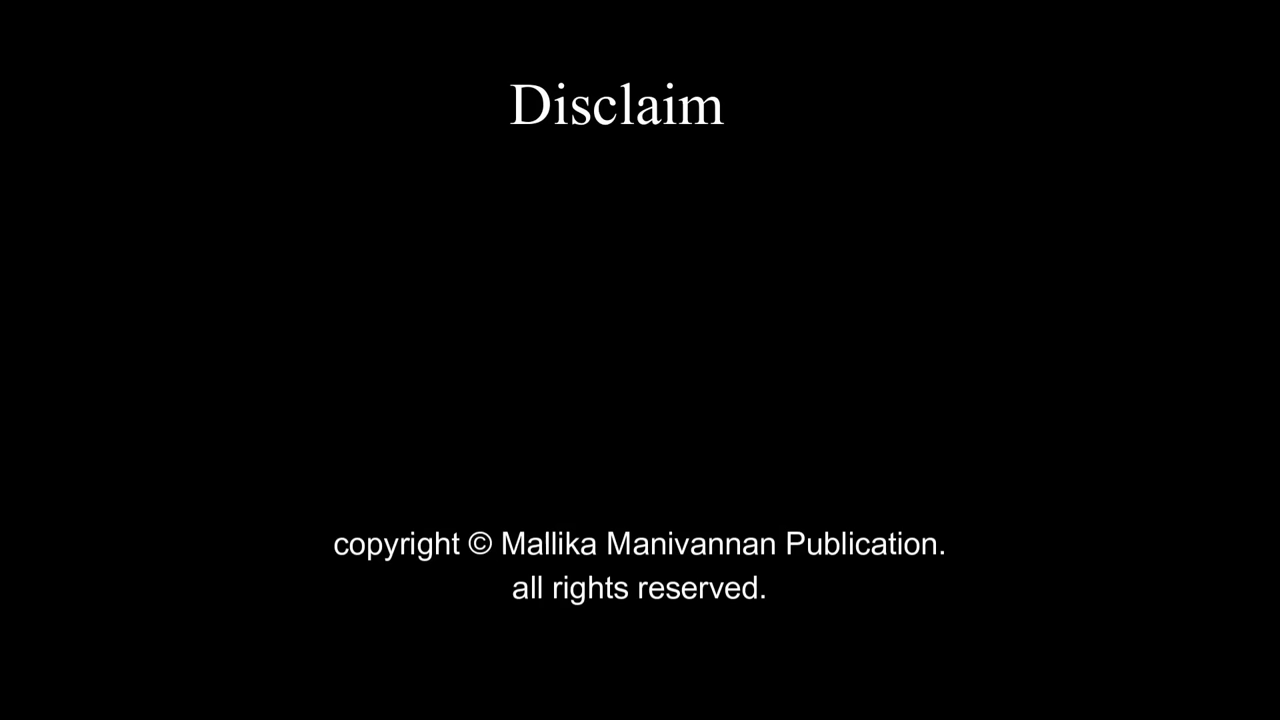 Disclaim
copyright © Mallika Manivannan Publication.
all rights reserved.